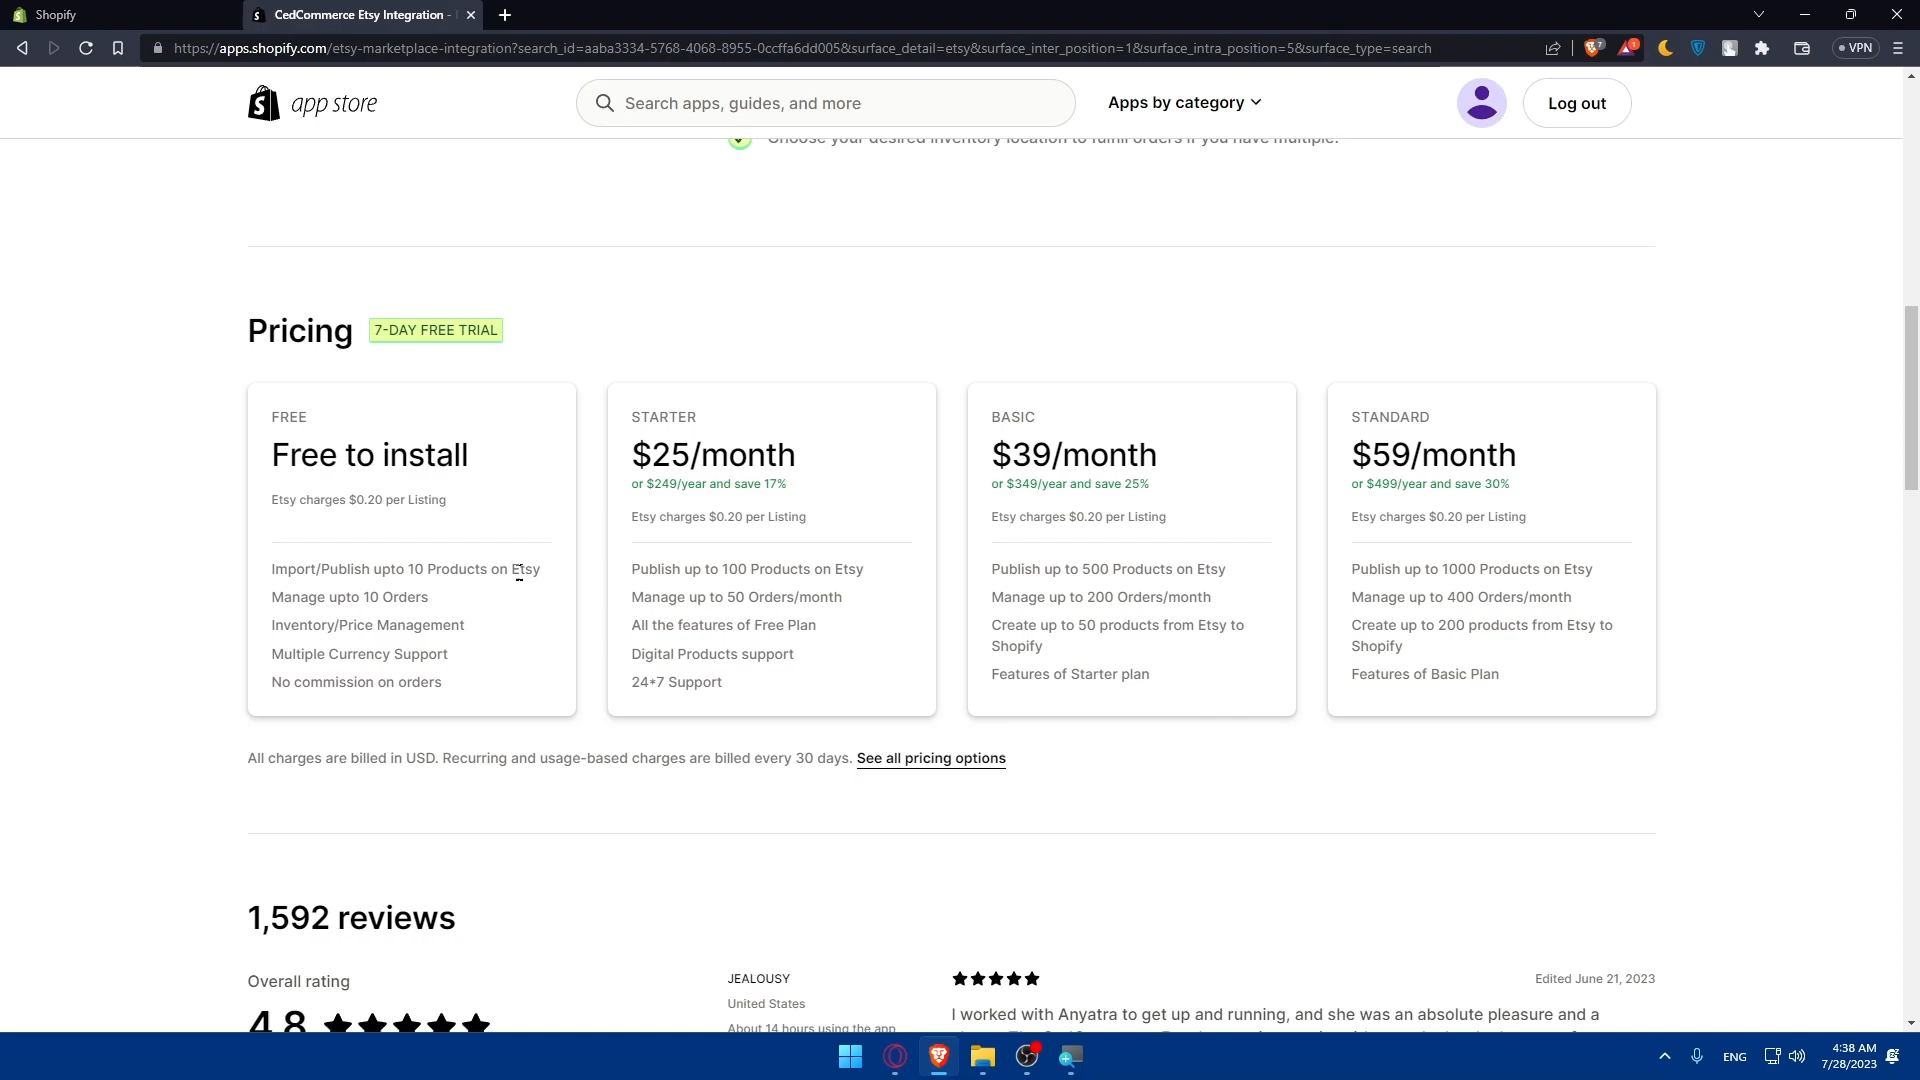 Shopify
CedCommerce Etsy Integration -
https://apps.shopify.com/etsy-marketplace-integration?search_id=aaba3334-5768-4068-8955-0ccffa6dd005&surface_detail=etsy&surface_inter_position=1&surface_intra_position=5&surface_type=search
7
1
VPN
app store
Search apps, guides, and more
Apps by category
Log out
Choose your desired inventory location to fulfill orders if you have multiple.
Pricing
7-DAY FREE TRIAL
FREE
Free to install
Etsy charges $0.20 per Listing
Import/Publish upto 10 Products on Etsy
Manage upto 10 Orders
Inventory/Price Management
Multiple Currency Support
No commission on orders
STARTER
$25/month
or $249/year and save 17%
Etsy charges $0.20 per Listing
Publish up to 100 Products on Etsy
Manage up to 50 Orders/month
All the features of Free Plan
Digital Products support
24*7 Support
BASIC
$39/month
or $349/year and save 25%
Etsy charges $0.20 per Listing
Publish up to 500 Products on Etsy
Manage up to 200 Orders/month
Create up to 50 products from Etsy to
Shopify
Features of Starter plan
STANDARD
$59/month
or $499/year and save 30%
Etsy charges $0.20 per Listing
Publish up to 1000 Products on Etsy
Manage up to 400 Orders/month
Create up to 200 products from Etsy to
Shopify
Features of Basic Plan
All charges are billed in USD. Recurring and usage-based charges are billed every 30 days. See all pricing options
1,592 reviews
Overall rating
4.8
JEALOUSY
United States
About 14 hours using the app
Edited June 21, 2023
I worked with Anyatra to get up and running, and she was an absolute pleasure and a
ENG
4:38 AM
7/28/2023